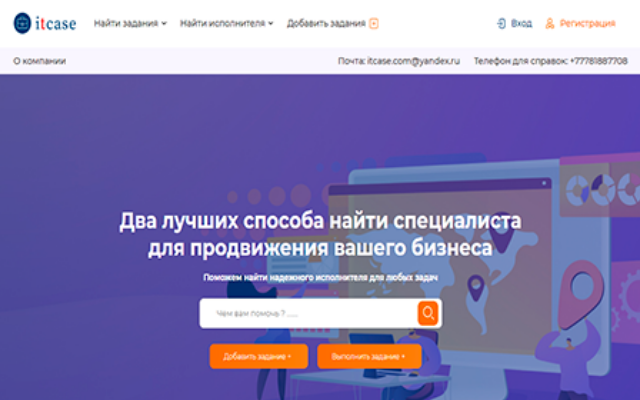 itcase Найти задания Найти исполнителя Добавить задания Вход Регистрация
О компании Почта: itcase.com@yandex.ru Телефон для справок: +77781887708
Два лучших способа найти специалиста
для продвижения вашего бизнеса
Поможем найти надежного исполнителя для любых задач
Чем вам помочь ? ......
Добавить задание + Выполнить задание +